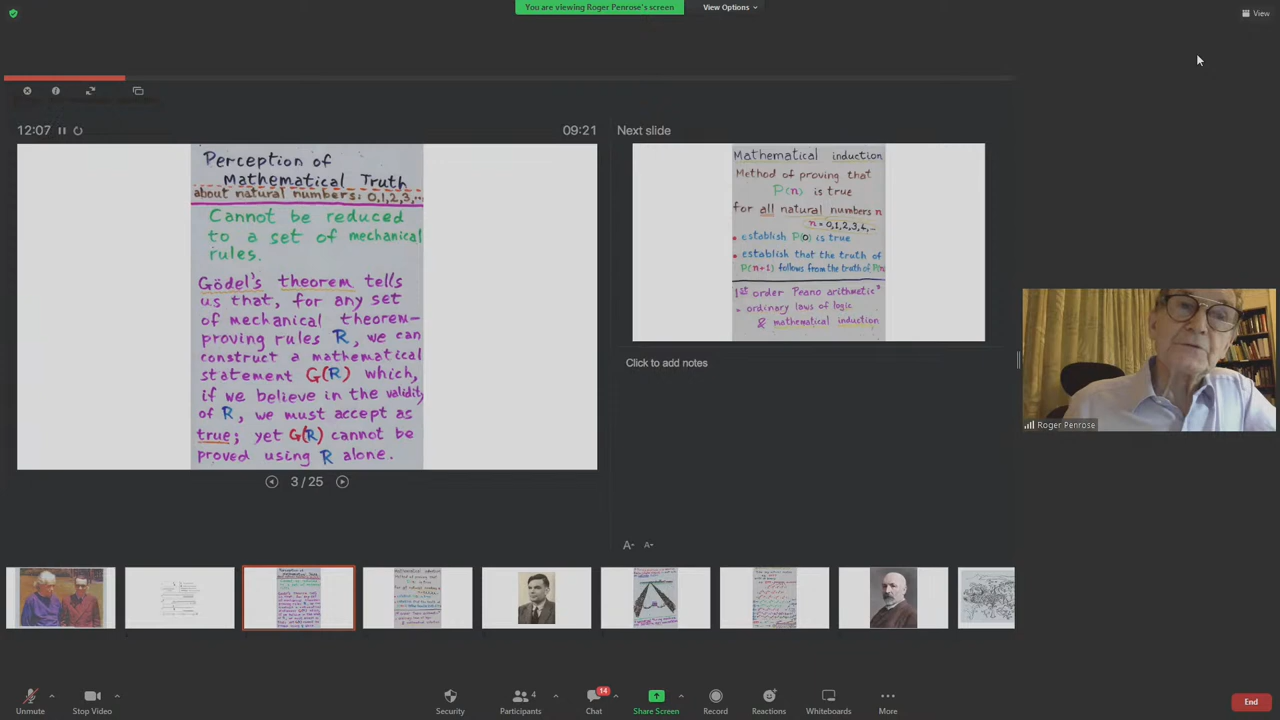 You are viewing Roger Penrose's screen
View Options
View
12:07
09:21
Next slide
Perception of
Mathematical Truth
about natural numbers: 0,1,2,3,...
Cannot be reduced
to a set of mechanical
rules.
Gödel's theorem tells
us that, for any set
of mechanical theorem-
proving rules R, we can
construct a mathematical
statement G(R) which,
if we believe in the validity
of R, we must accept as
true; yet G(R) cannot be
proved using R alone.
Mathematical induction
Method of proving that
P(n) is true
for all natural numbers n
n = 0,1,2,3,4,...
• establish P(0) is true
• establish that the truth of
P(n+1) follows from the truth of P(n
1st order Peano arithmetic
ordinary laws of logic
& mathematical induction
Click to add notes
Roger Penrose
3 / 25
A- A-
Unmute
Stop Video
Security
4
Participants
14
Chat
Share Screen
Record
Reactions
Whiteboards
More
End